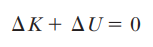 ΔK + ΔU = 0